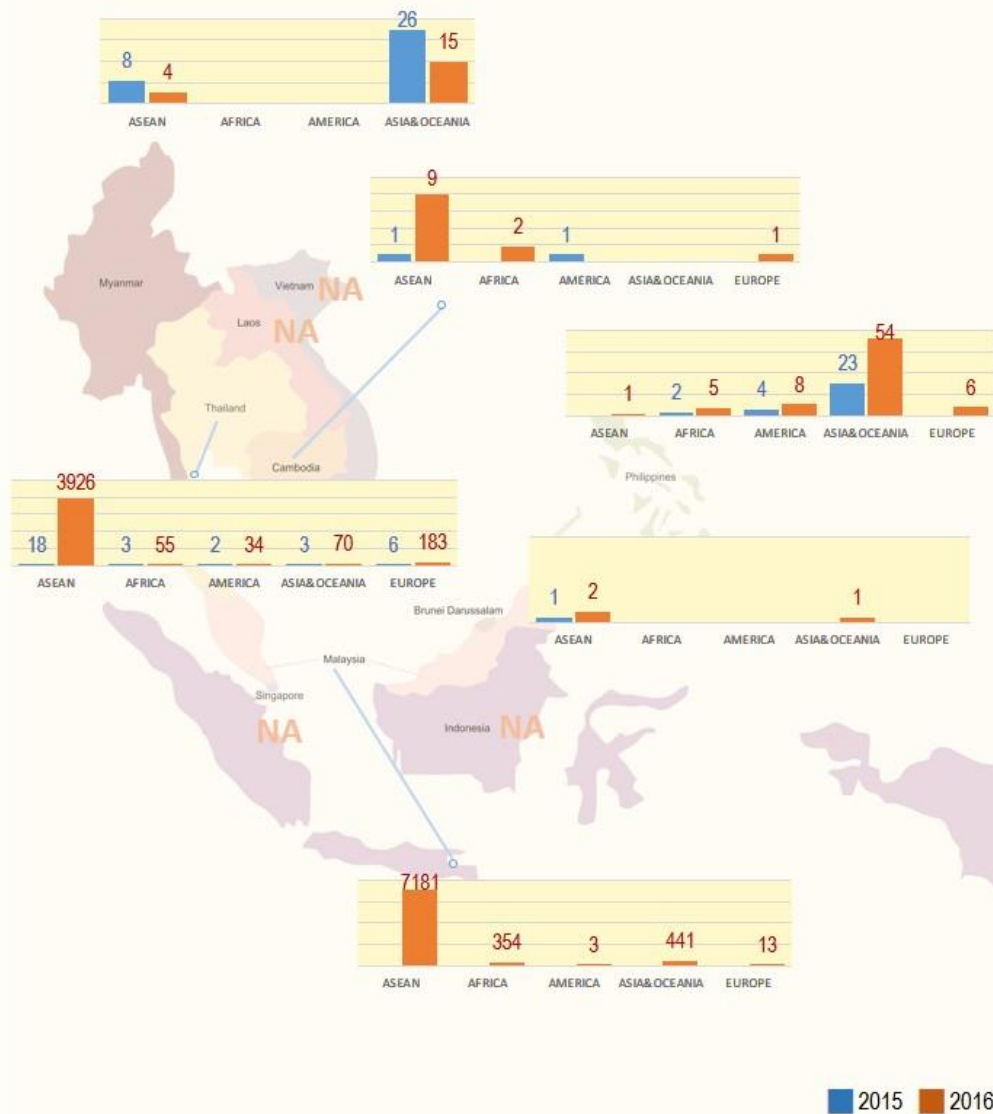 26
15
8
4
ASEAN AFRICA AMERICA ASIA&OCEANIA
9
2
1 1 1
ASEAN AFRICA AMERICA ASIA&OCEANIA EUROPE
Myanmar
Vietnam NA
Laos
NA
54
23
1 2 5 4 8 6
ASEAN AFRICA AMERICA ASIA&OCEANIA EUROPE
Thailand
Cambodia
Philippines
3926
18 3 55 2 34 3 70 6 183
ASEAN AFRICA AMERICA ASIA&OCEANIA EUROPE
1 2 1
ASEAN AFRICA AMERICA ASIA&OCEANIA EUROPE
Brunei Darussalam
Malaysia
Singapore
NA
Indonesia NA
7181
354 3 441 13
ASEAN AFRICA AMERICA ASIA&OCEANIA EUROPE
2015 2016